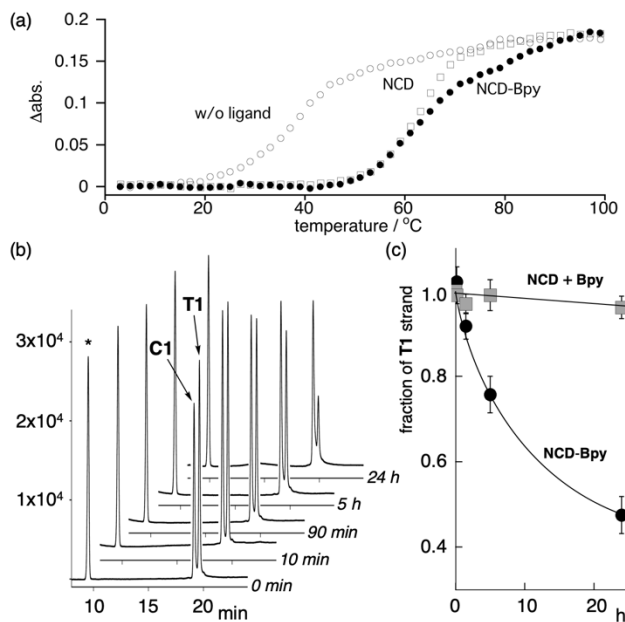 (a)
0.2
0.15
0.1
0.05
0
Δabs.
w/o ligand
NCD
NCD-Bpy
0 20 40 60 80 100
temperature / °C
(b)
3x10⁴
2x10⁴
1x10⁴
*
C1
T1
24 h
5 h
90 min
10 min
0 min
10 15 20
min
(c)
fraction of T1 strand
1.0
0.8
0.6
0.4
NCD + Bpy
NCD-Bpy
0 10 20
h